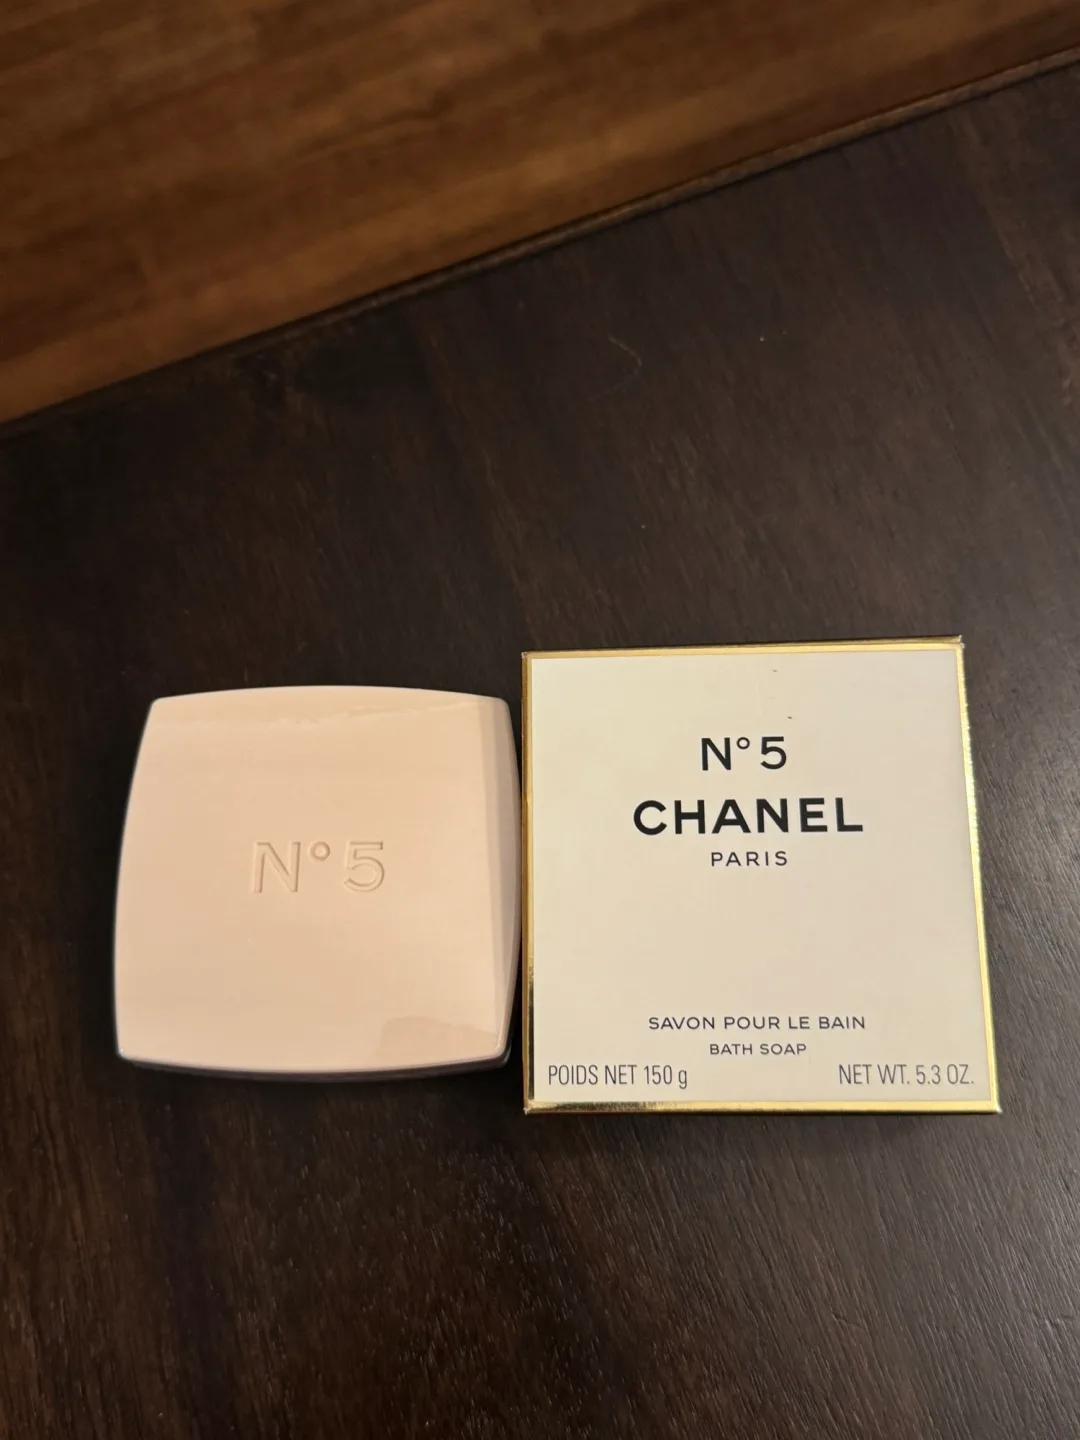 N° 5
N° 5
CHANEL
PARIS
SAVON POUR LE BAIN
BATH SOAP
POIDS NET 150 g NET WT. 5.3 OZ.